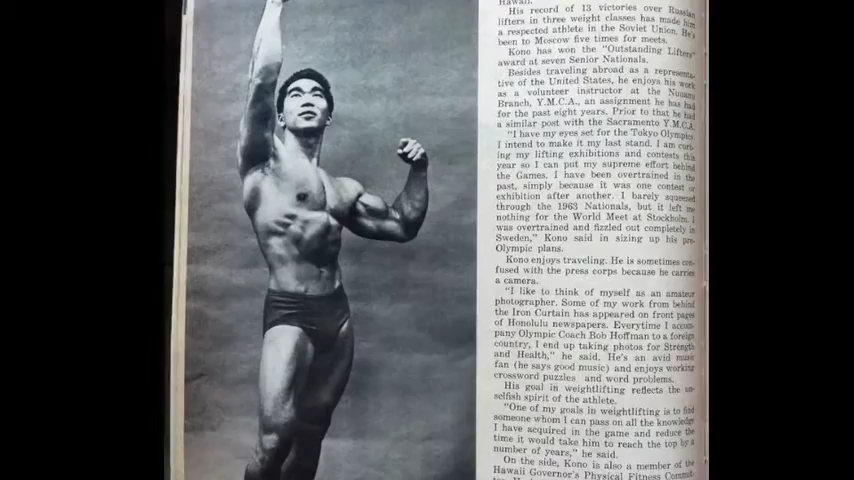 Hawaii.
His record of 13 victories over Russian
lifters in three weight classes has made him
a respected athlete in the Soviet Union. He's
been to Moscow five times for meets.
Kono has won the "Outstanding Lifters"
award at seven Senior Nationals.
Besides traveling abroad as a representa-
tive of the United States, he enjoys his work
as a volunteer instructor at the Nuuanu
Branch, Y.M.C.A., an assignment he has had
for the past eight years. Prior to that he had
a similar post with the Sacramento Y.M.C.A.
"I have my eyes set for the Tokyo Olympics.
I intend to make it my last stand. I am curb-
ing my lifting exhibitions and contests this
year so I can put my supreme effort behind
the Games. I have been overtrained in the
past, simply because it was one contest or
exhibition after another. I barely squeezed
through the 1963 Nationals, but it left me
nothing for the World Meet at Stockholm. I
was overtrained and fizzled out completely in
Sweden," Kono said in sizing up his pre-
Olympic plans.
Kono enjoys traveling. He is sometimes con-
fused with the press corps because he carries
a camera.
"I like to think of myself as an amateur
photographer. Some of my work from behind
the Iron Curtain has appeared on front pages
of Honolulu newspapers. Everytime I accom-
pany Olympic Coach Bob Hoffman to a foreign
country, I end up taking photos for Strength
and Health," he said. He's an avid music
fan (he says good music) and enjoys working
crossword puzzles and word problems.
His goal in weightlifting reflects the un-
selfish spirit of the athlete.
"One of my goals in weightlifting is to find
someone whom I can pass on all the knowledge
I have acquired in the game and reduce the
time it would take him to reach the top by a
number of years," he said.
On the side, Kono is also a member of the
Hawaii Governor's Physical Fitness Commit-